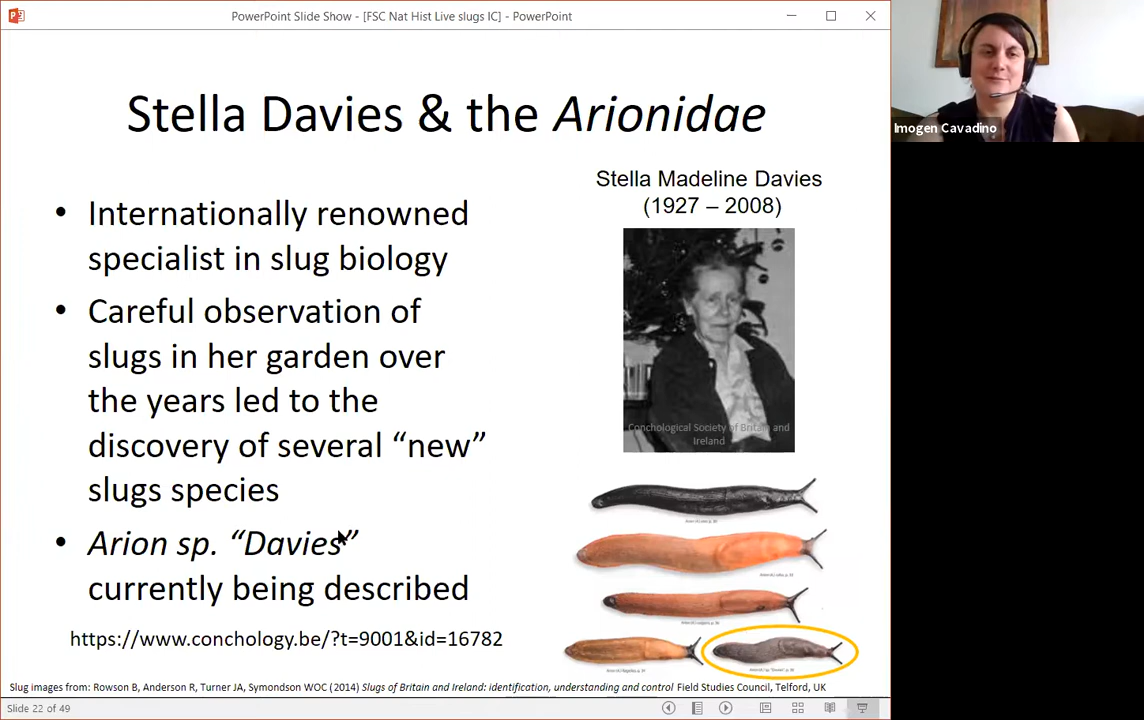 PowerPoint Slide Show - [FSC Nat Hist Live slugs IC] - PowerPoint
Imogen Cavadino
Stella Davies & the Arionidae
• Internationally renowned
specialist in slug biology
• Careful observation of
slugs in her garden over
the years led to the
discovery of several “new”
slugs species
• Arion sp. “Davies”
currently being described
https://www.conchology.be/?t=9001&id=16782
Stella Madeline Davies
(1927 – 2008)
Conchological Society of Britain and
Ireland
Slug images from: Rowson B, Anderson R, Turner JA, Symondson WOC (2014) Slugs of Britain and Ireland: identification, understanding and control Field Studies Council, Telford, UK
Slide 22 of 49